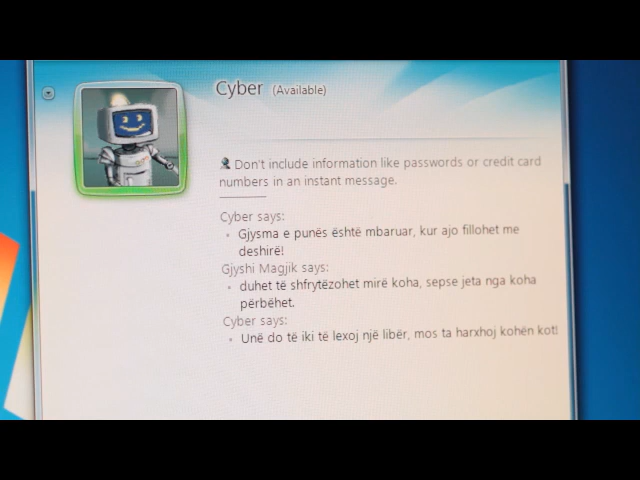 Cyber (Available)
Don't include information like passwords or credit card
numbers in an instant message.
Cyber says:
Gjysma e punës është mbaruar, kur ajo fillohet me
deshirë!
Gjyshi Magjik says:
duhet të shfrytëzohet mirë koha, sepse jeta nga koha
përbëhet.
Cyber says:
Unë do të iki të lexoj një libër, mos ta harxhoj kohën kot!